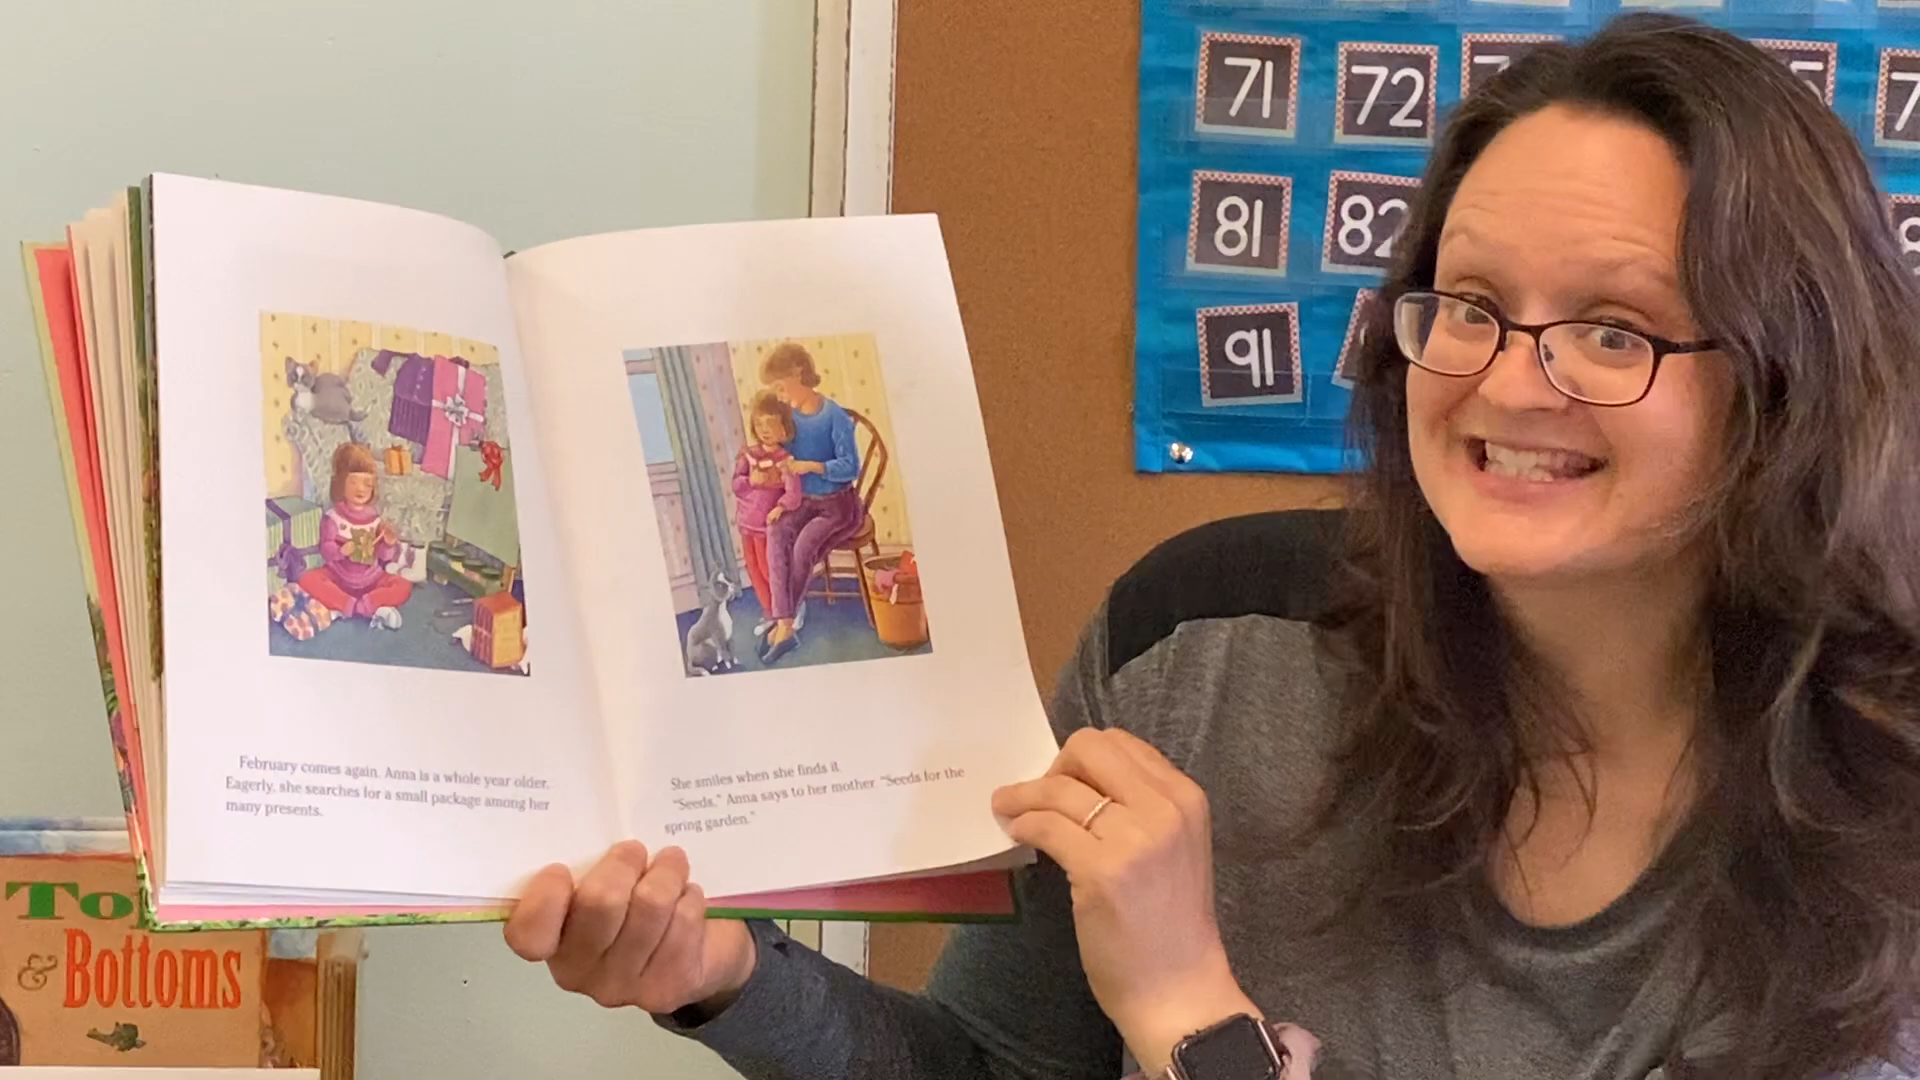 February comes again. Anna is a whole year older.
Eagerly, she searches for a small package among her
many presents.
She smiles when she finds it.
"Seeds," Anna says to her mother. "Seeds for the
spring garden."
& Bottoms
71
72
81
82
91